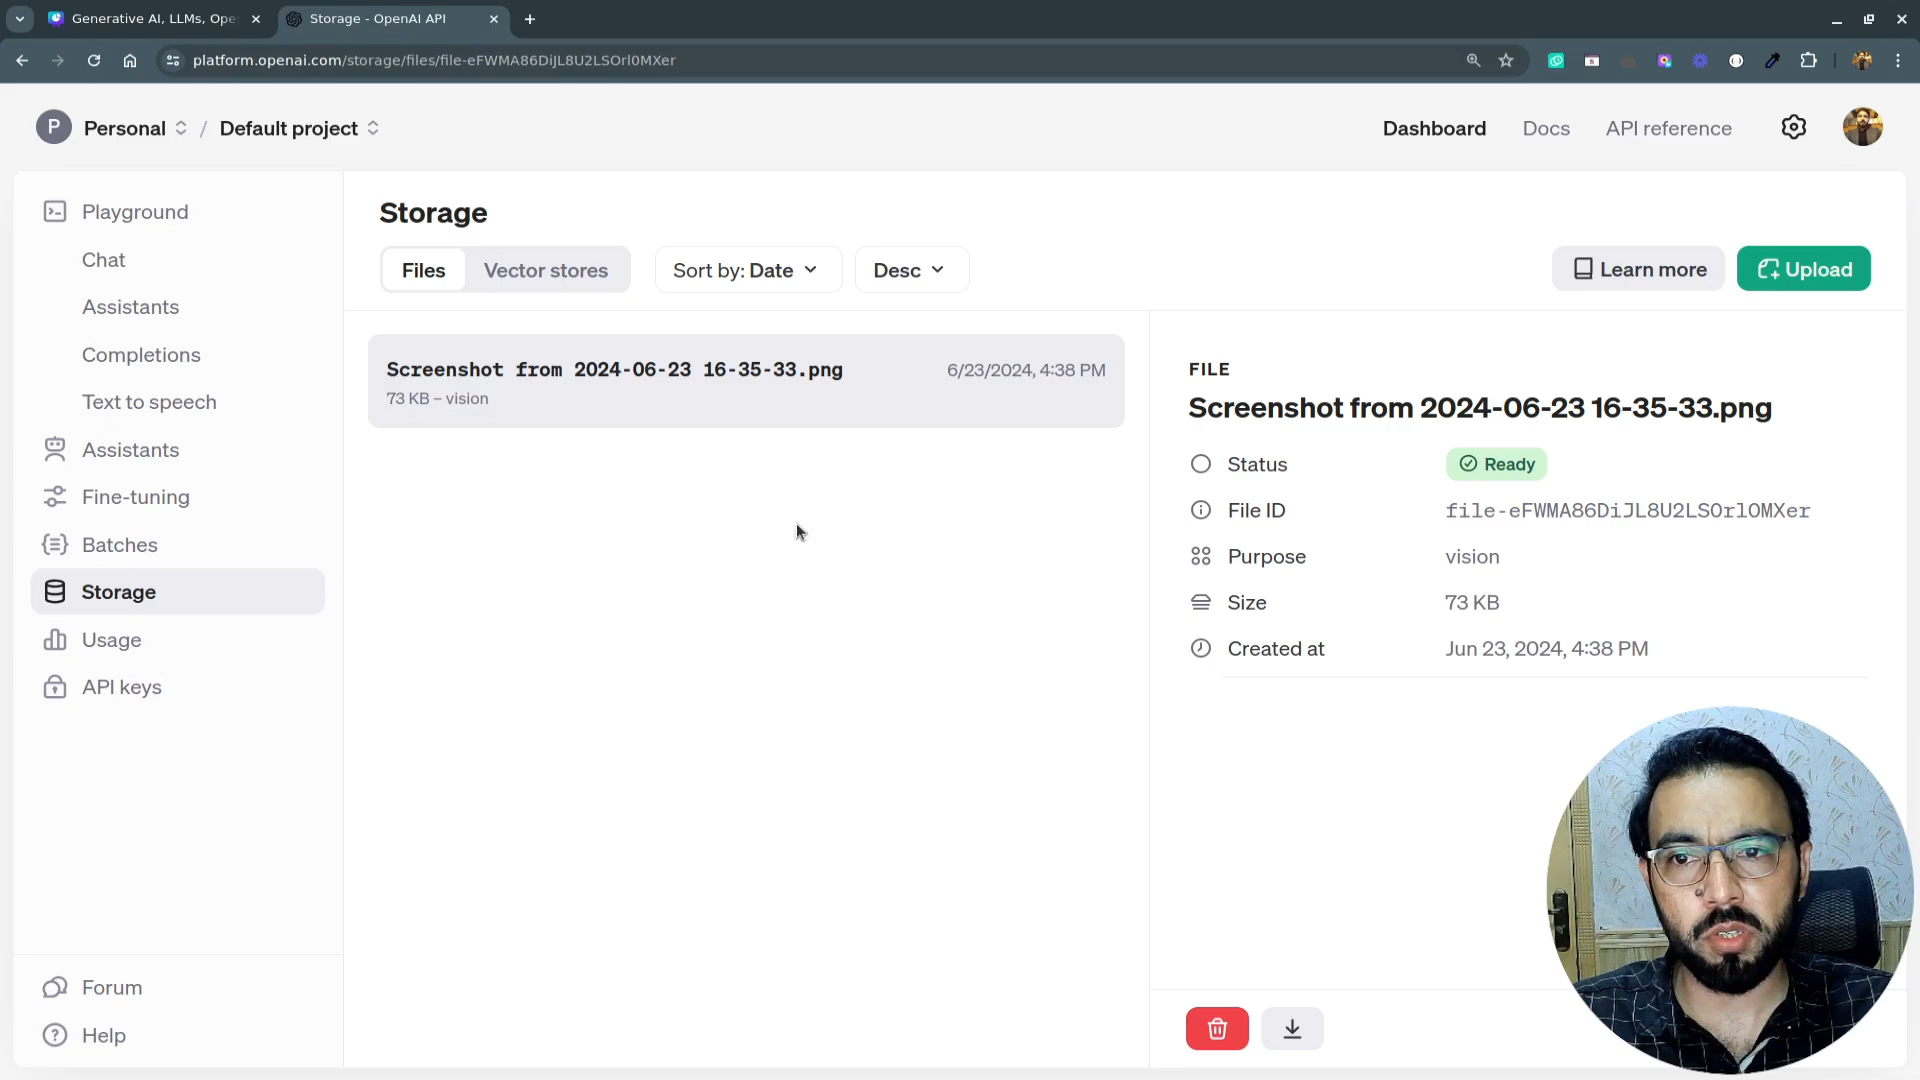 Generative AI, LLMs, Ope
Storage - OpenAI API
platform.openai.com/storage/files/file-eFWMA86DiJL8U2LSOrl0MXer
P Personal / Default project
Dashboard Docs API reference
Playground
Chat
Assistants
Completions
Text to speech
Assistants
Fine-tuning
Batches
Storage
Usage
API keys
Forum
Help
Storage
Files Vector stores Sort by: Date Desc
Learn more Upload
Screenshot from 2024-06-23 16-35-33.png 6/23/2024, 4:38 PM
73 KB – vision
FILE
Screenshot from 2024-06-23 16-35-33.png
Status Ready
File ID file-eFWMA86DiJL8U2LSOrl0MXer
Purpose vision
Size 73 KB
Created at Jun 23, 2024, 4:38 PM